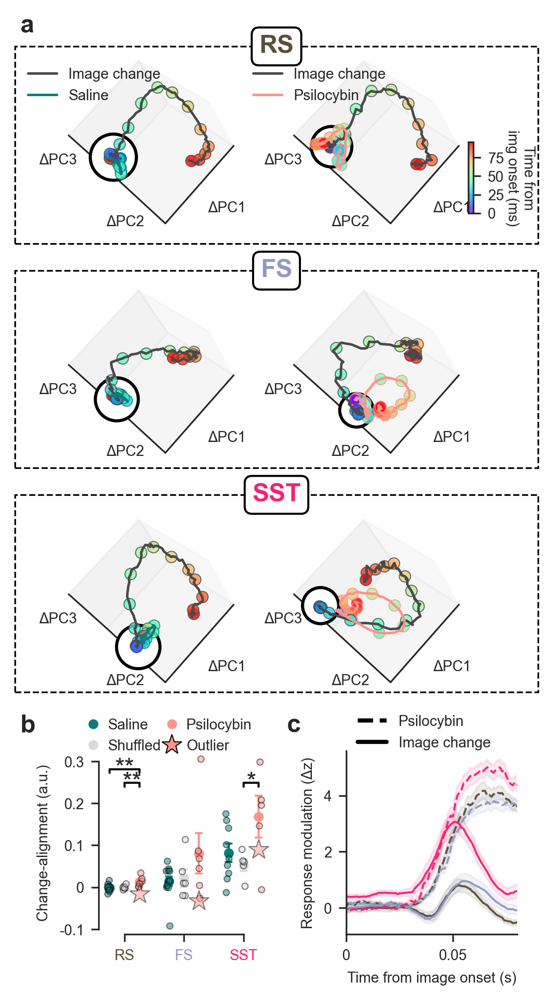 a
RS
Image change
Saline
Image change
Psilocybin
ΔPC3
ΔPC2
ΔPC1
ΔPC3
ΔPC2
ΔPC1
75
50
25
0
Time from
img onset (ms)
FS
ΔPC3
ΔPC2
ΔPC1
ΔPC3
ΔPC2
ΔPC1
SST
ΔPC3
ΔPC2
ΔPC1
ΔPC3
ΔPC2
ΔPC1
b
Saline
Psilocybin
Shuffled
Outlier
Change-alignment (a.u.)
0.3
0.2
0.1
0
-0.1
**
**
*
RS
FS
SST
c
Psilocybin
Image change
Response modulation (Δz)
4
2
0
0
0.05
Time from image onset (s)